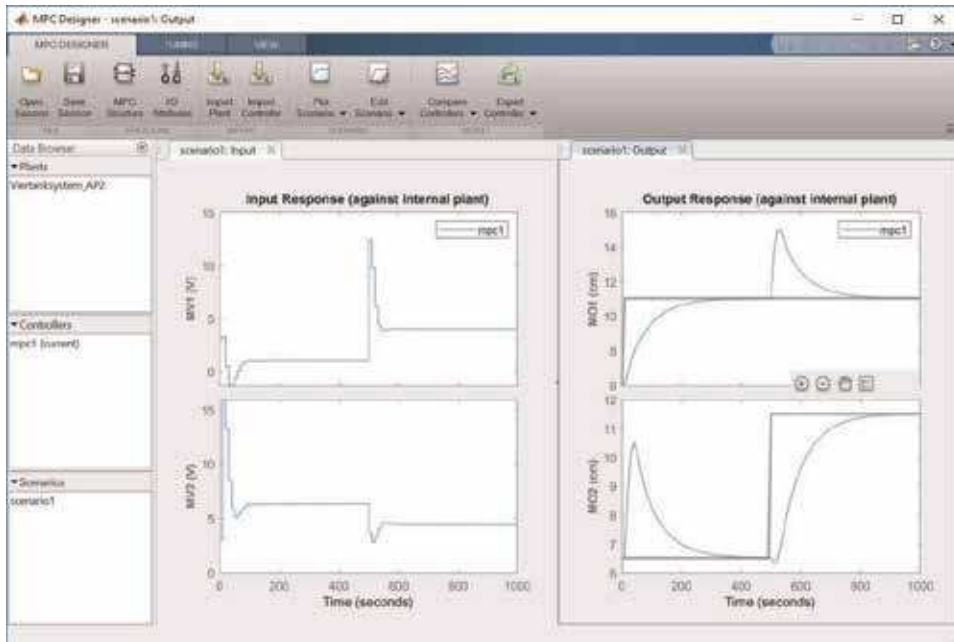 MPC Designer - scenario1: Output
MPC DESIGNER TUNING VIEW
Open Session
Save Session
MPC Structure
I/O Attributes
Import Plant
Import Controller
Plot Scenario
Edit Scenario
Compare Controllers
Export Controller
Data Browser
Plants
Viertanksystem_AP2
Controllers
mpc1 (current)
Scenarios
scenario1
scenario1: Input
Input Response (against internal plant)
mpc1
15
10
5
0
MV1 (V)
15
10
5
0
MV2 (V)
0 200 400 600 800 1000
Time (seconds)
scenario1: Output
Output Response (against internal plant)
mpc1
16
14
12
MO1 (cm)
12
11
10
9
8
7
6
MO2 (cm)
0 200 400 600 800 1000
Time (seconds)